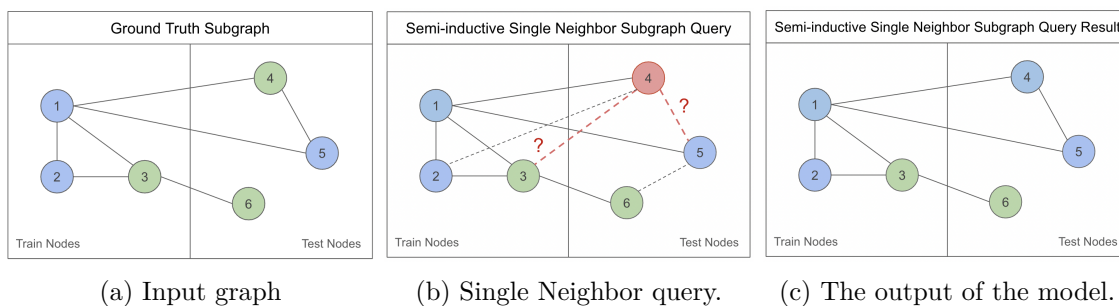 Ground Truth Subgraph
1
2
3
4
5
6
Train Nodes
Test Nodes
(a) Input graph
Semi-inductive Single Neighbor Subgraph Query
1
2
3
4
5
6
?
?
Train Nodes
Test Nodes
(b) Single Neighbor query.
Semi-inductive Single Neighbor Subgraph Query Result
1
2
3
4
5
6
Train Nodes
Test Nodes
(c) The output of the model.